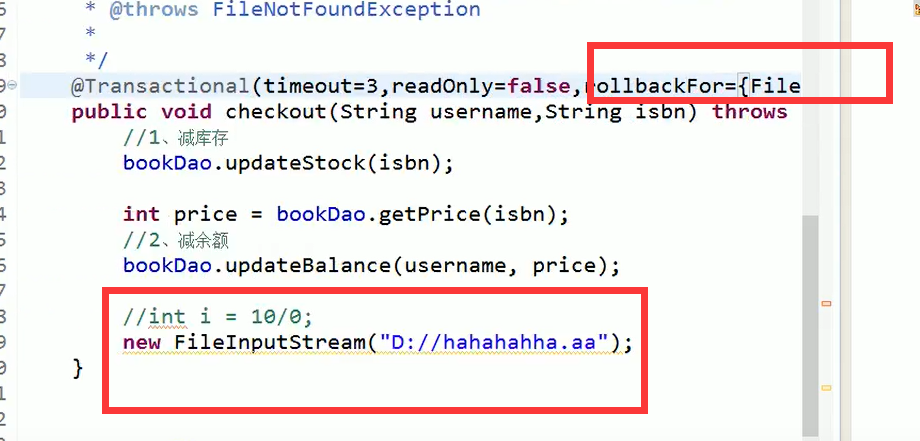 * @throws FileNotFoundException
*
*/
@Transactional(timeout=3,readOnly=false,rollbackFor={File
public void checkout(String username,String isbn) throws
//1、减库存
bookDao.updateStock(isbn);
int price = bookDao.getPrice(isbn);
//2、减余额
bookDao.updateBalance(username, price);
//int i = 10/0;
new FileInputStream("D://hahahahha.aa");
}